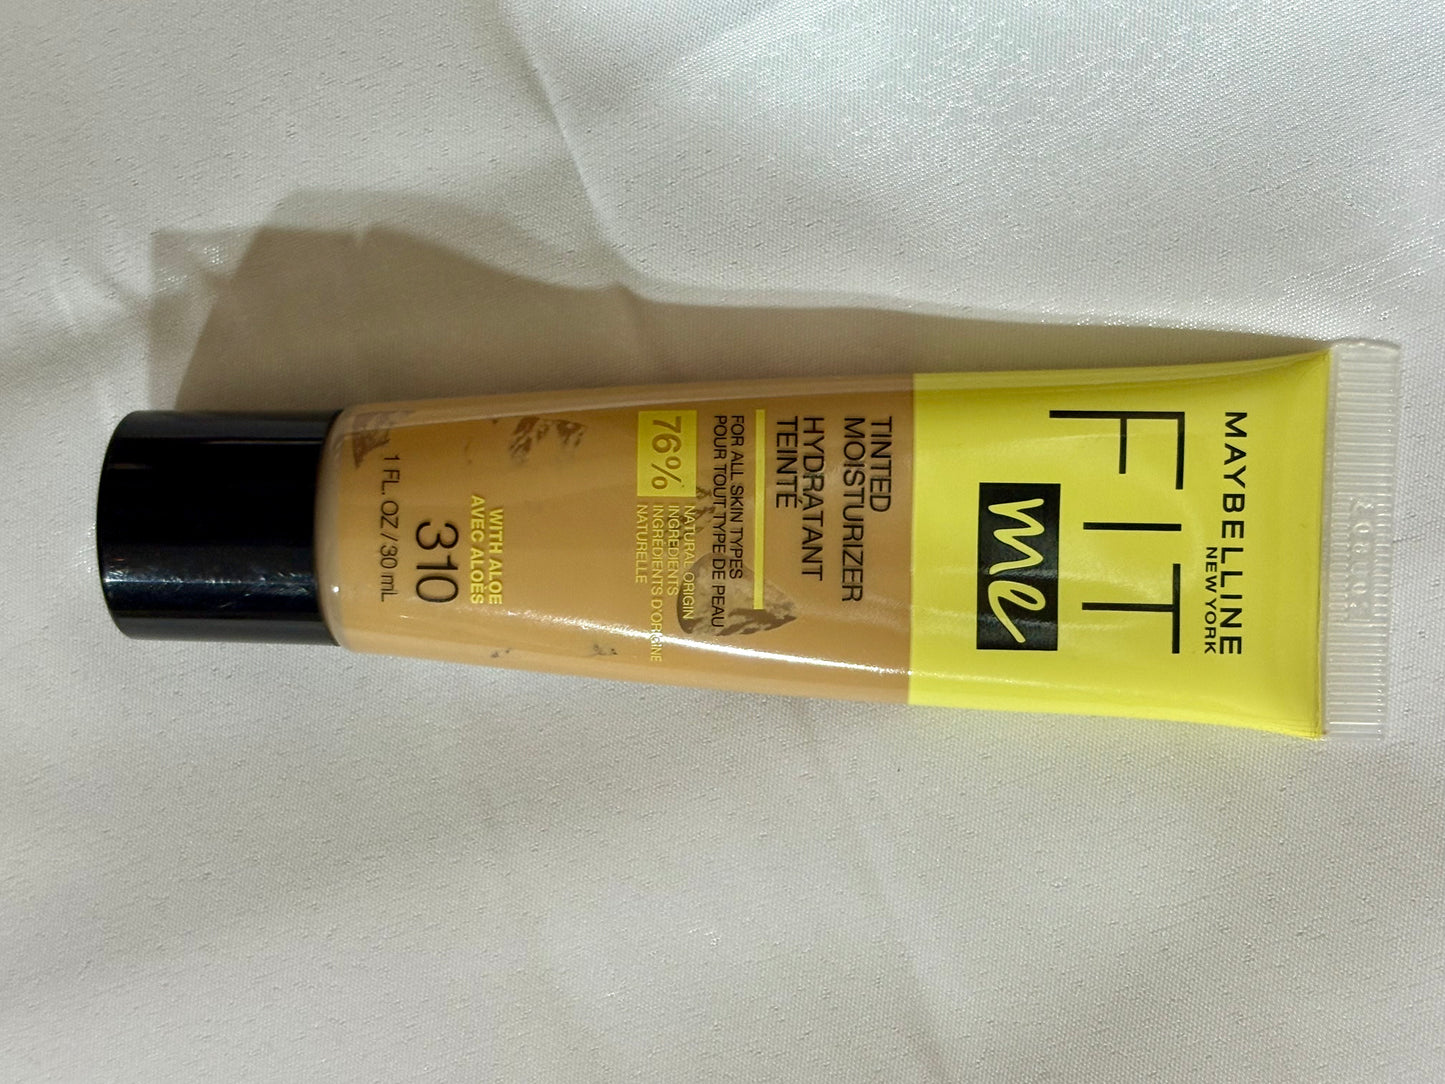 MAYBELLINE
NEW YORK
FIT
me
TINTED
MOISTURIZER
HYDRATANT
TEINTÉ
FOR ALL SKIN TYPES
POUR TOUT TYPE DE PEAU
76%
NATURAL ORIGIN
INGREDIENTS
INGRÉDIENTS D'ORIGINE
NATURELLE
WITH ALOE
AVEC ALOÈS
310
1 FL. OZ / 30 mL